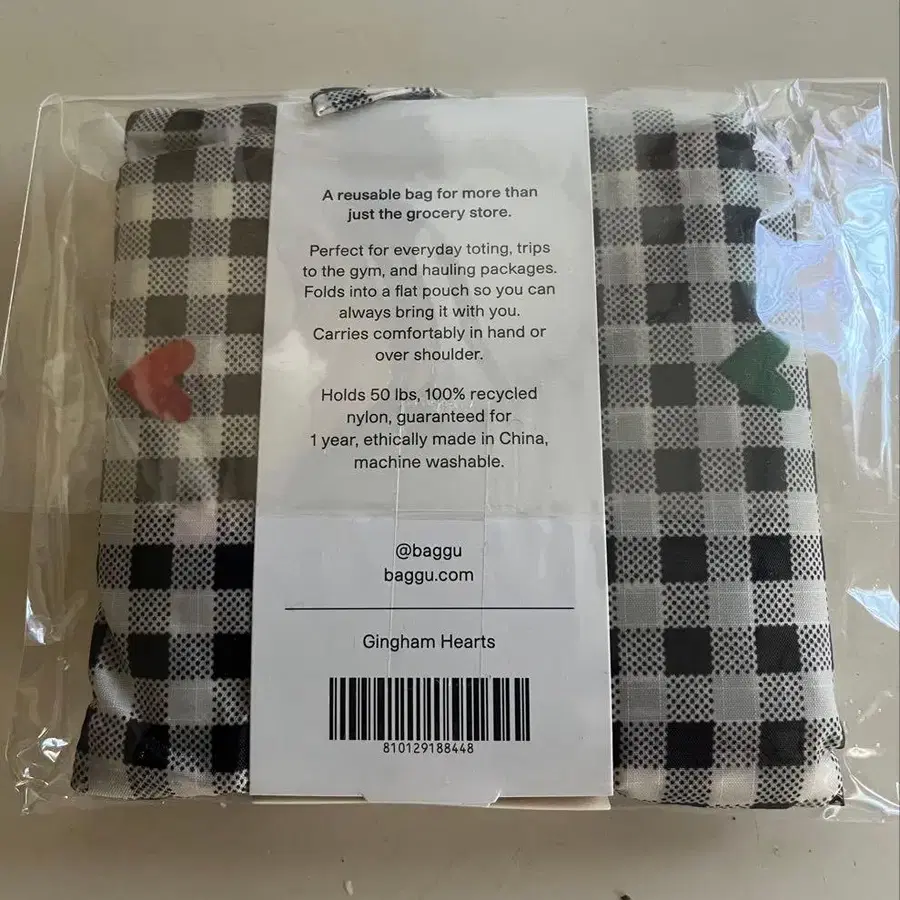 A reusable bag for more than
just the grocery store.
Perfect for everyday toting, trips
to the gym, and hauling packages.
Folds into a flat pouch so you can
always bring it with you.
Carries comfortably in hand or
over shoulder.
Holds 50 lbs, 100% recycled
nylon, guaranteed for
1 year, ethically made in China,
machine washable.
@baggu
baggu.com
Gingham Hearts
810129188448